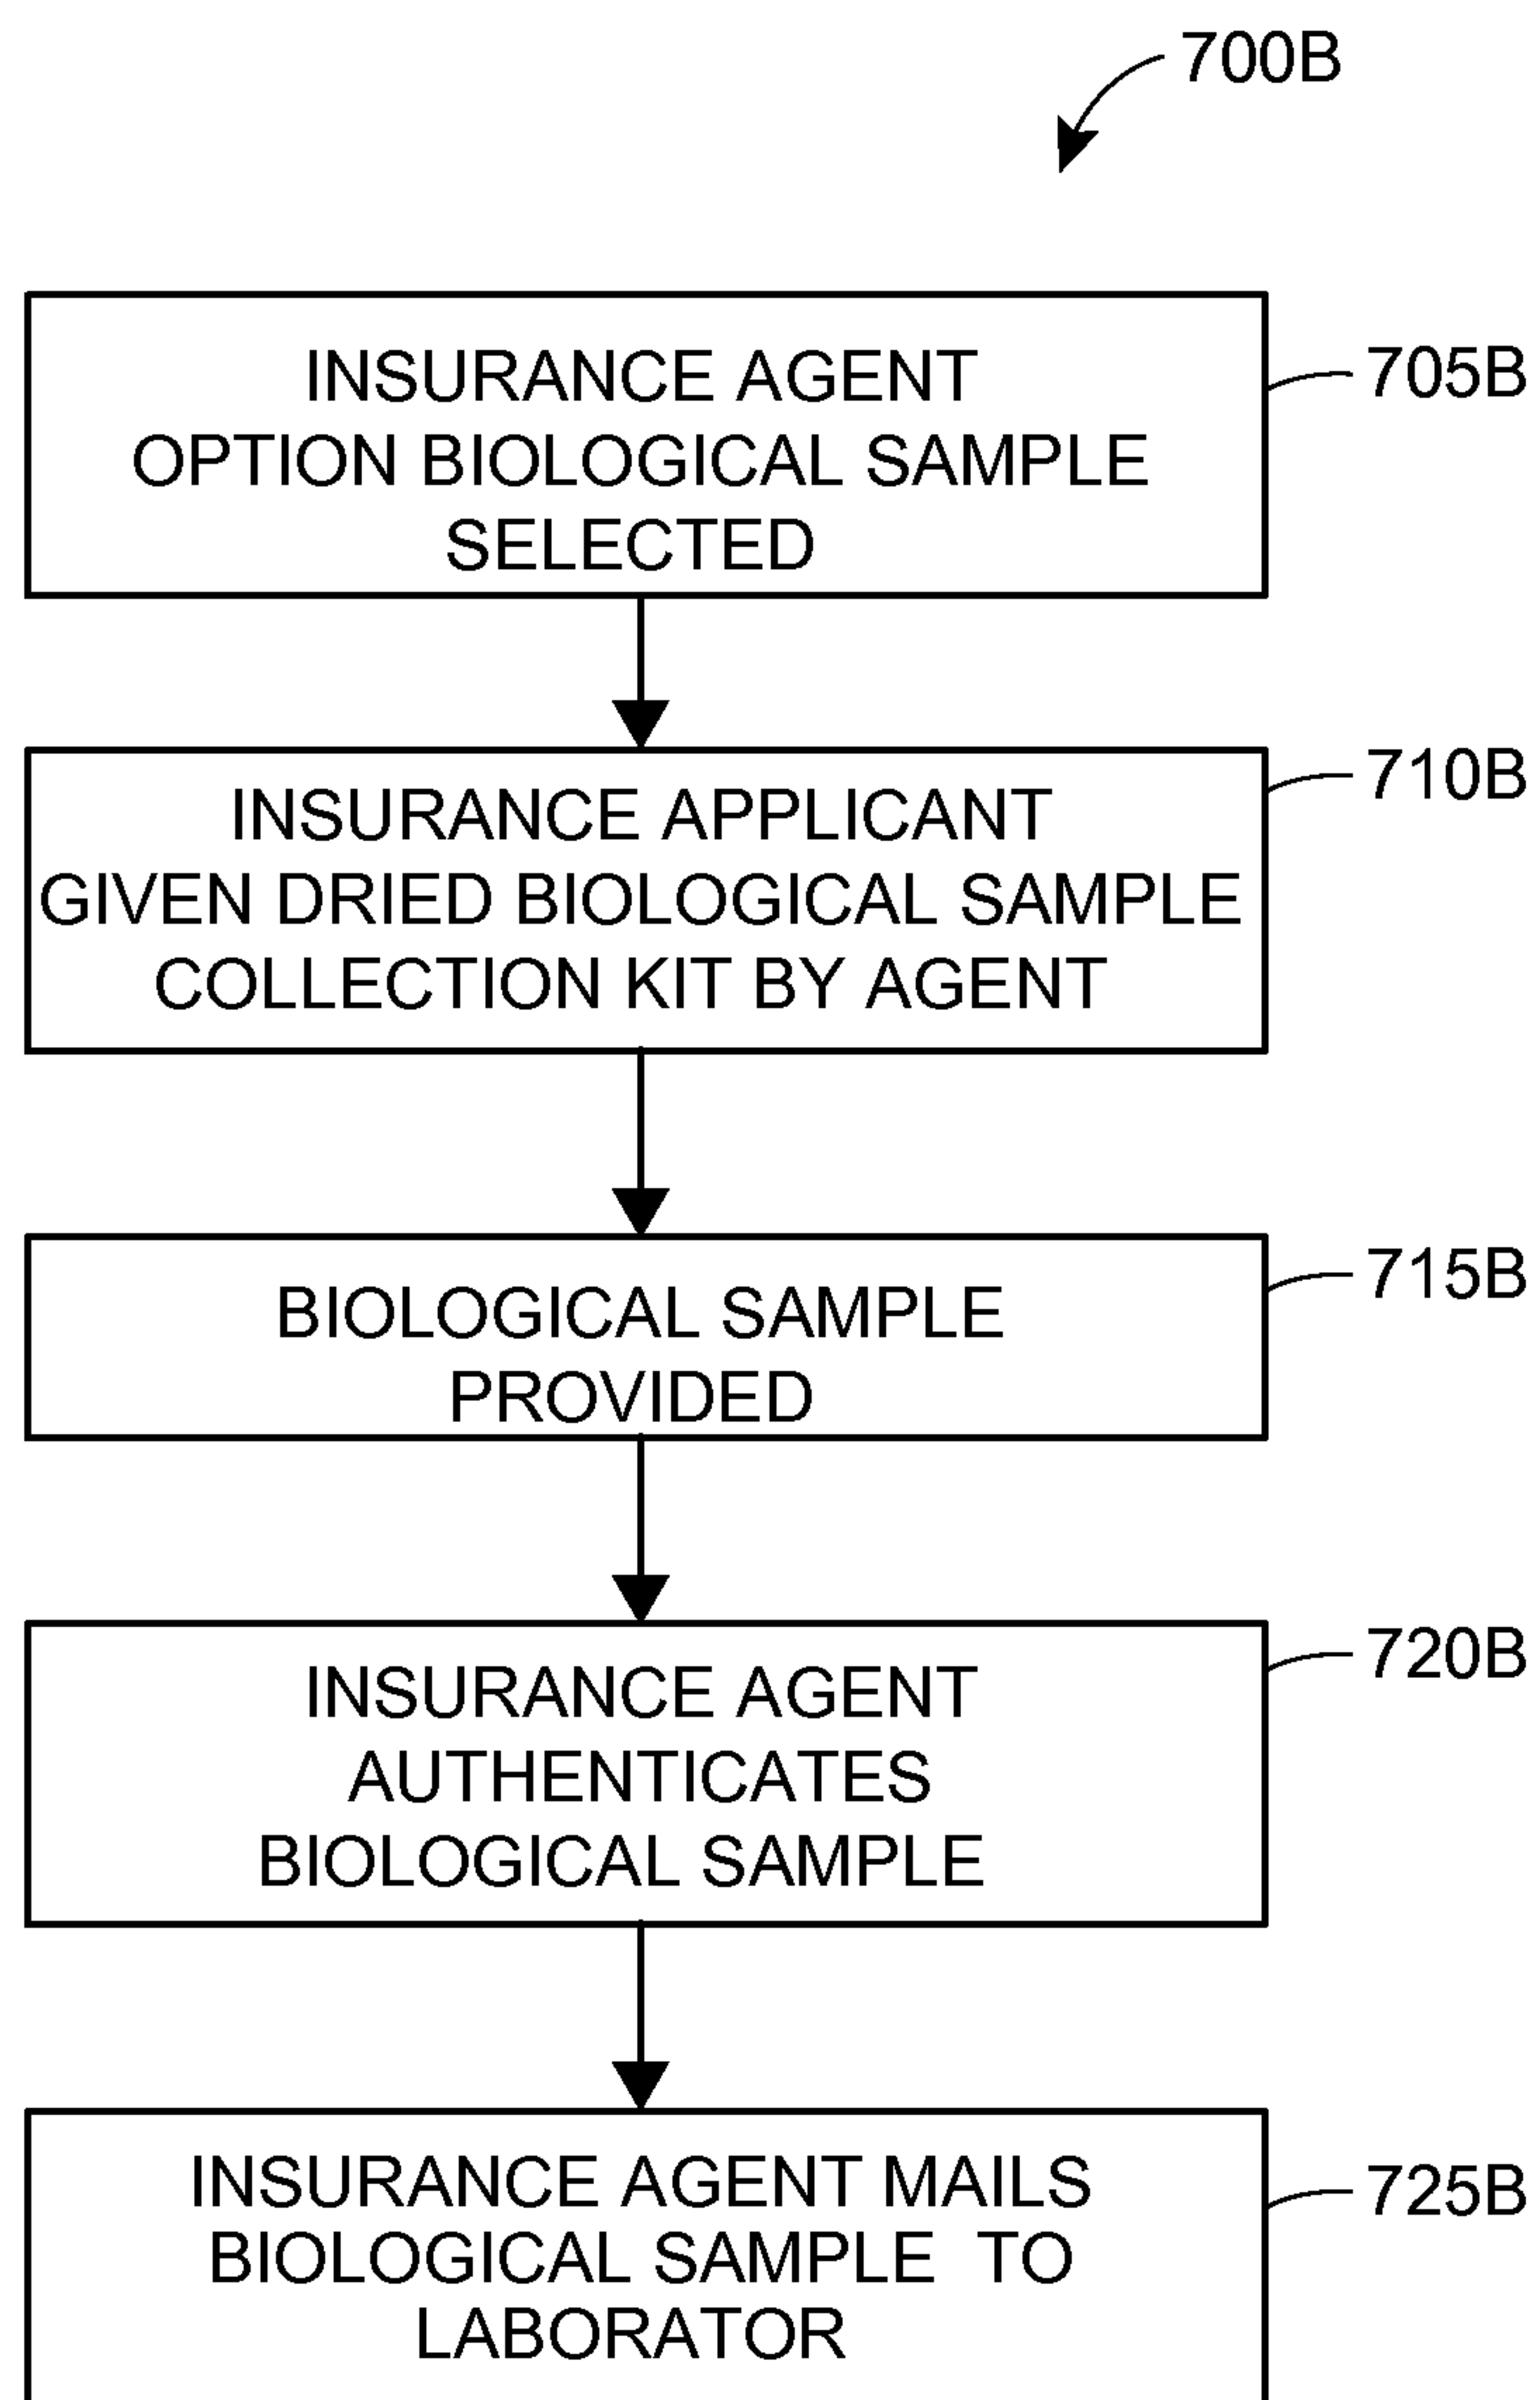 700B
INSURANCE AGENT
OPTION BIOLOGICAL SAMPLE
SELECTED
705B
INSURANCE APPLICANT
GIVEN DRIED BIOLOGICAL SAMPLE
COLLECTION KIT BY AGENT
710B
BIOLOGICAL SAMPLE
PROVIDED
715B
INSURANCE AGENT
AUTHENTICATES
BIOLOGICAL SAMPLE
720B
INSURANCE AGENT MAILS
BIOLOGICAL SAMPLE TO
LABORATOR
725B